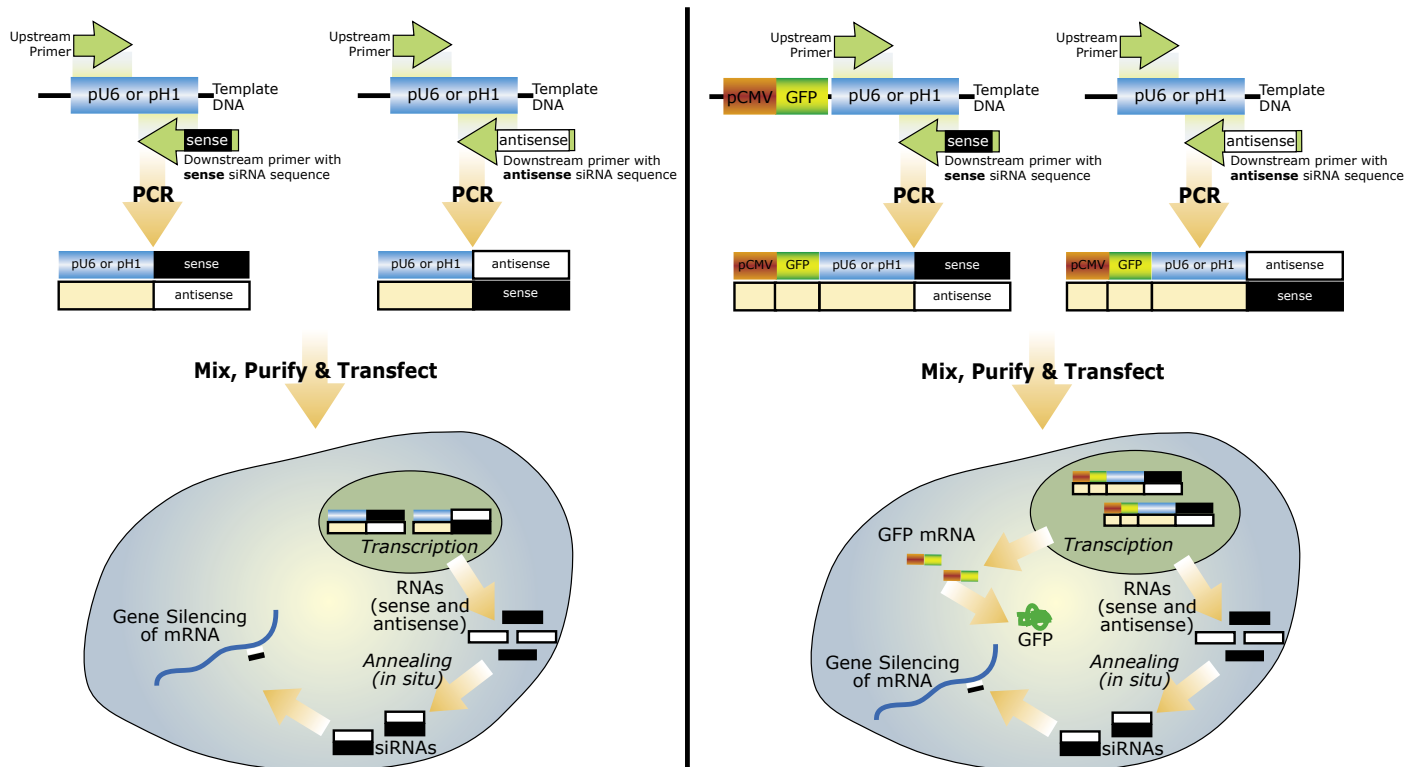 Upstream
Primer
pU6 or pH1
Template
DNA
sense
Downstream primer with
sense siRNA sequence
PCR
Upstream
Primer
pU6 or pH1
Template
DNA
antisense
Downstream primer with
antisense siRNA sequence
PCR
pU6 or pH1
sense
antisense
pU6 or pH1
antisense
sense
Mix, Purify & Transfect
Transcription
RNAs
(sense and
antisense)
Annealing
(in situ)
siRNAs
Gene Silencing
of mRNA
Upstream
Primer
pCMV
GFP
pU6 or pH1
Template
DNA
sense
Downstream primer with
sense siRNA sequence
PCR
Upstream
Primer
pU6 or pH1
Template
DNA
antisense
Downstream primer with
antisense siRNA sequence
PCR
pCMV
GFP
pU6 or pH1
sense
antisense
pCMV
GFP
pU6 or pH1
antisense
sense
Mix, Purify & Transfect
Transciption
GFP mRNA
GFP
RNAs
(sense and
antisense)
Annealing
(in situ)
siRNAs
Gene Silencing
of mRNA